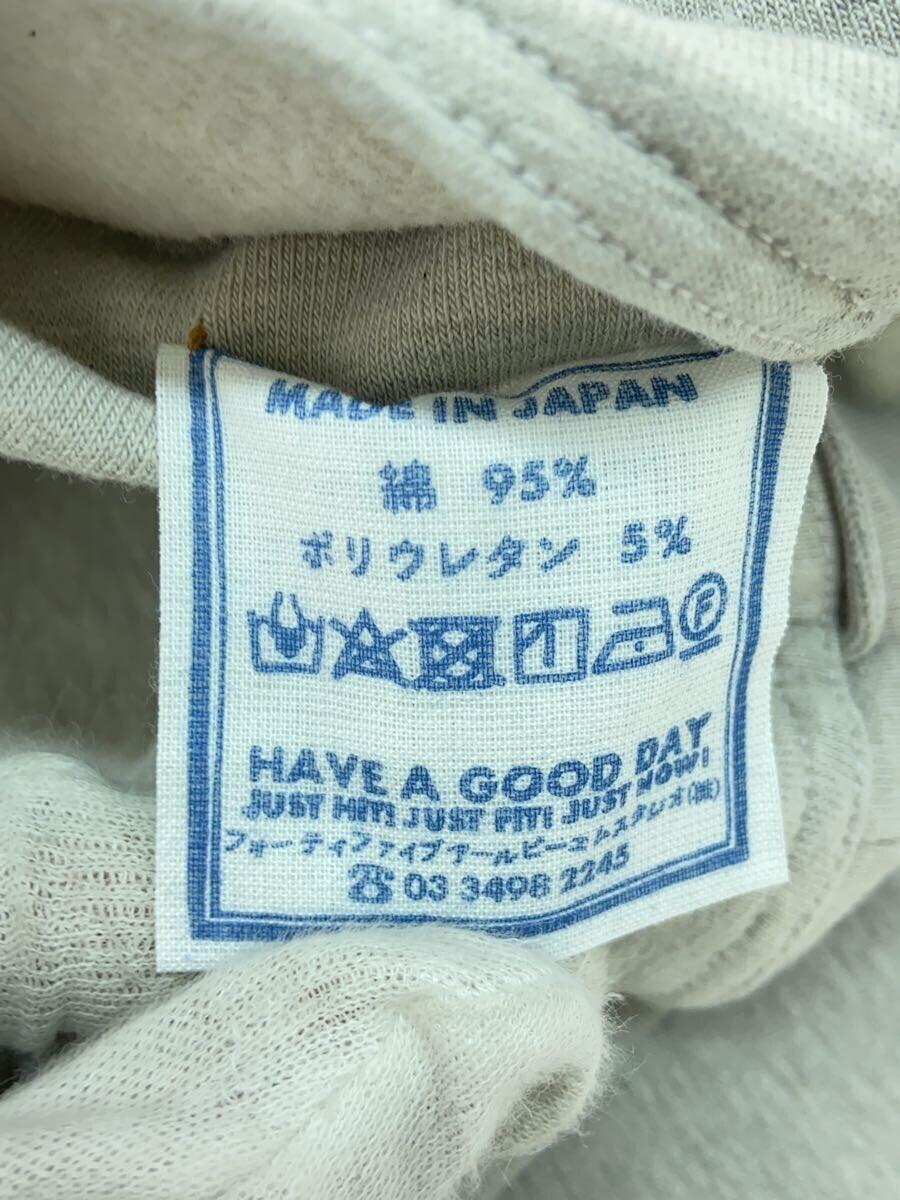 MADE IN JAPAN
綿 95%
ポリウレタン 5%
F
HAVE A GOOD DAY
JUST HIT! JUST FIT! JUST NOW!
フォーティファイブアールピーエムスタジオ(株)
☎ 03 3498 2245